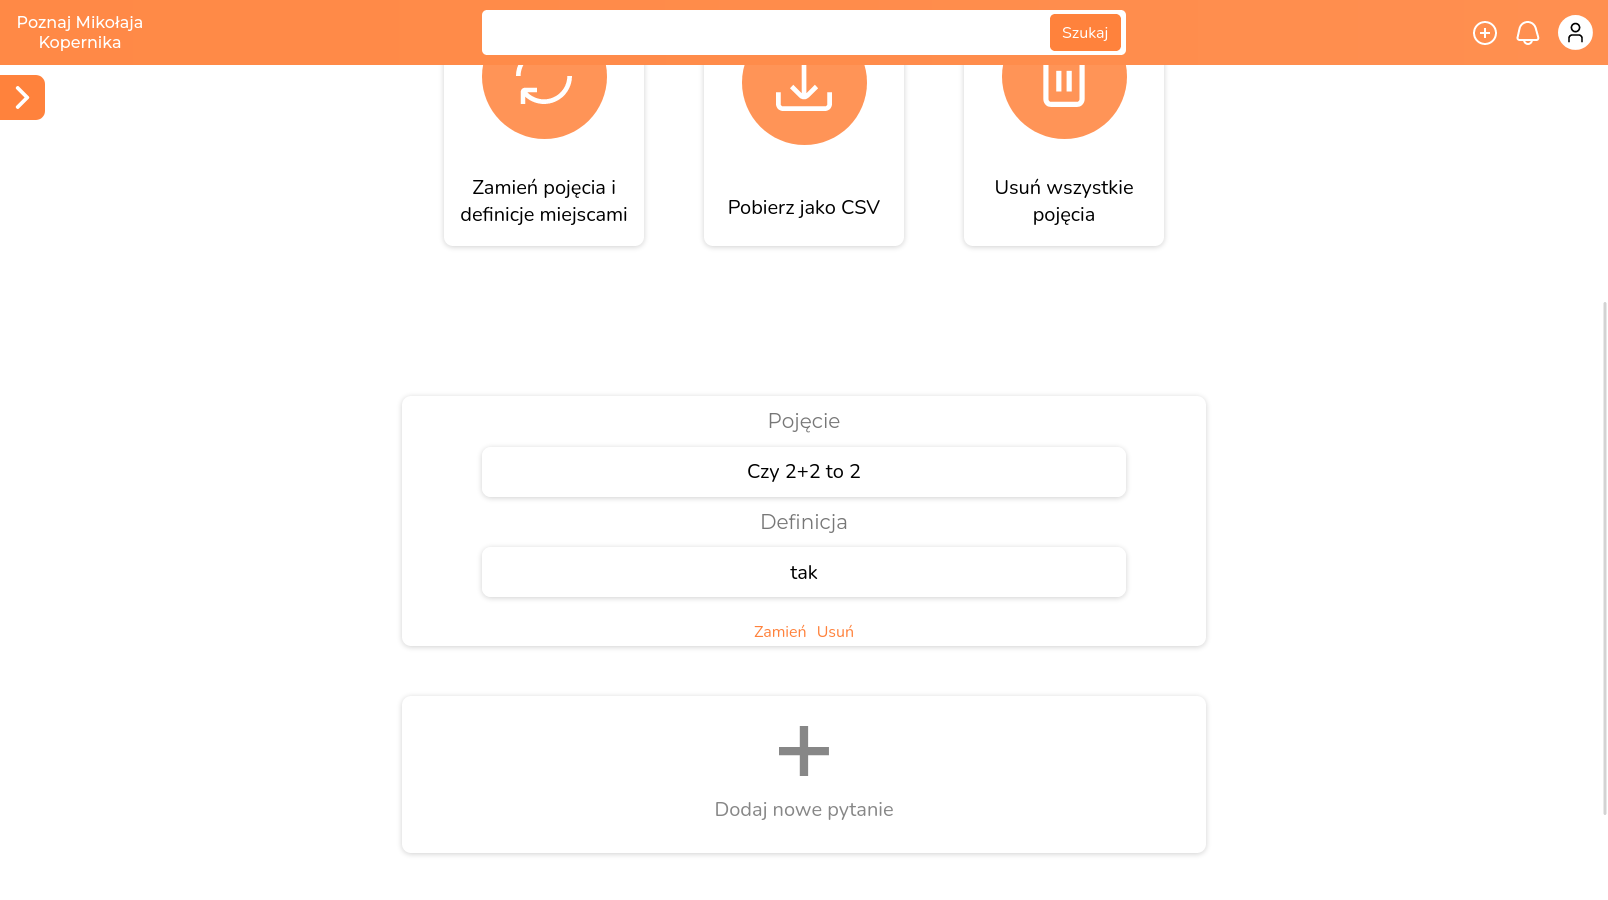 Poznaj Mikołaja
Kopernika
Szukaj
Zamień pojęcia i
definicje miejscami
Pobierz jako CSV
Usuń wszystkie
pojęcia
Pojęcie
Czy 2+2 to 2
Definicja
tak
Zamień Usuń
Dodaj nowe pytanie